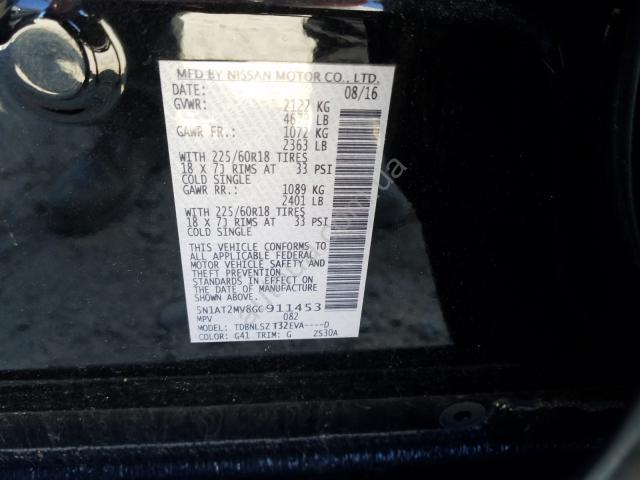 MFD BY NISSAN MOTOR CO., LTD.
DATE: 08/16
GVWR: 2122 KG
LB
GAWR FR.: 1072 KG
2363 LB
WITH 225/60R18 TIRES
18 X 7J RIMS AT 33 PSI
COLD SINGLE
GAWR RR.: 1089 KG
2401 LB
WITH 225/60R18 TIRES
18 X 7J RIMS AT 33 PSI
COLD SINGLE
THIS VEHICLE CONFORMS TO
ALL APPLICABLE FEDERAL
MOTOR VEHICLE SAFETY AND
THEFT PREVENTION
STANDARDS IN EFFECT ON
THE DATE OF MANUFACTURE
SHOWN ABOVE.
5N1AT2MV8GC911453
MPV 082
MODEL: TDBNLSZ T32EVA----D
COLOR: G41 TRIM: G ZS30A